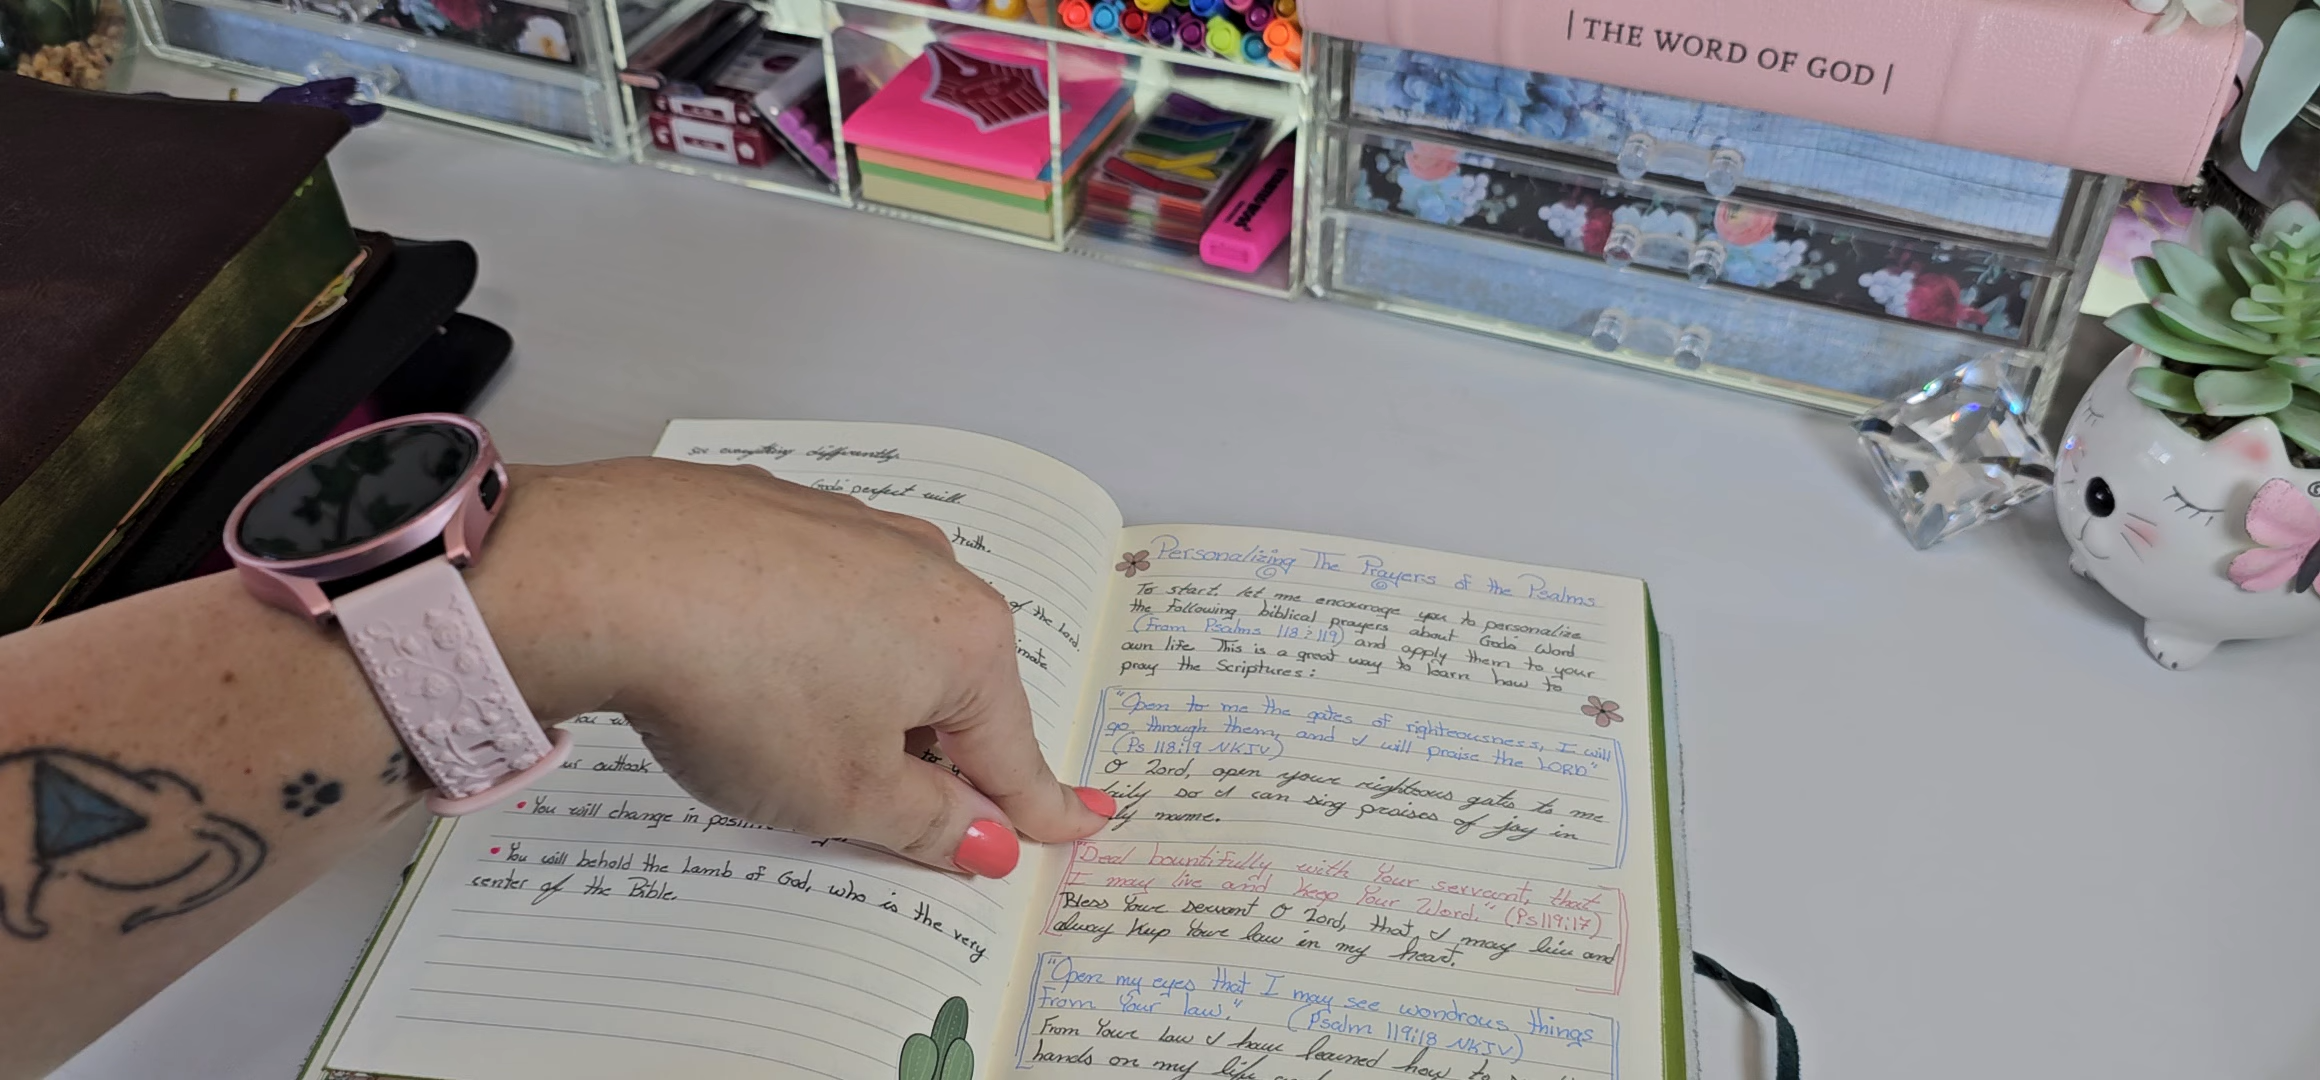 | THE WORD OF GOD |
see everything differently.
God's perfect will.
truth.
of the Lord.
outlook
• You will change in
• You will behold the Lamb of God, who is the very
center of the Bible.
Personalizing The Prayers of the Psalms
To start, let me encourage you to personalize
the following biblical prayers about Gods Word
(From Psalms 118 & 119) and apply them to your
own life. This is a great way to learn how to
pray the Scriptures:
"Open to me the gates of righteousness, I will
go through them, and I will praise the LORD"
(Ps 118:19 NKJV)
O Lord, open your righteous gates to me
so I can sing praises of joy in
name.
"Deal bountifully, with Your servant, that
I may live and keep Your Word." (Ps 119:17)
Bless Your servant O Lord, that I may live and
always keep Your law in my heart.
"Open my eyes that I may see wondrous things
From Your law." (Psalm 119:18 NKJV)
From Your law I have learned how to
hands on my life